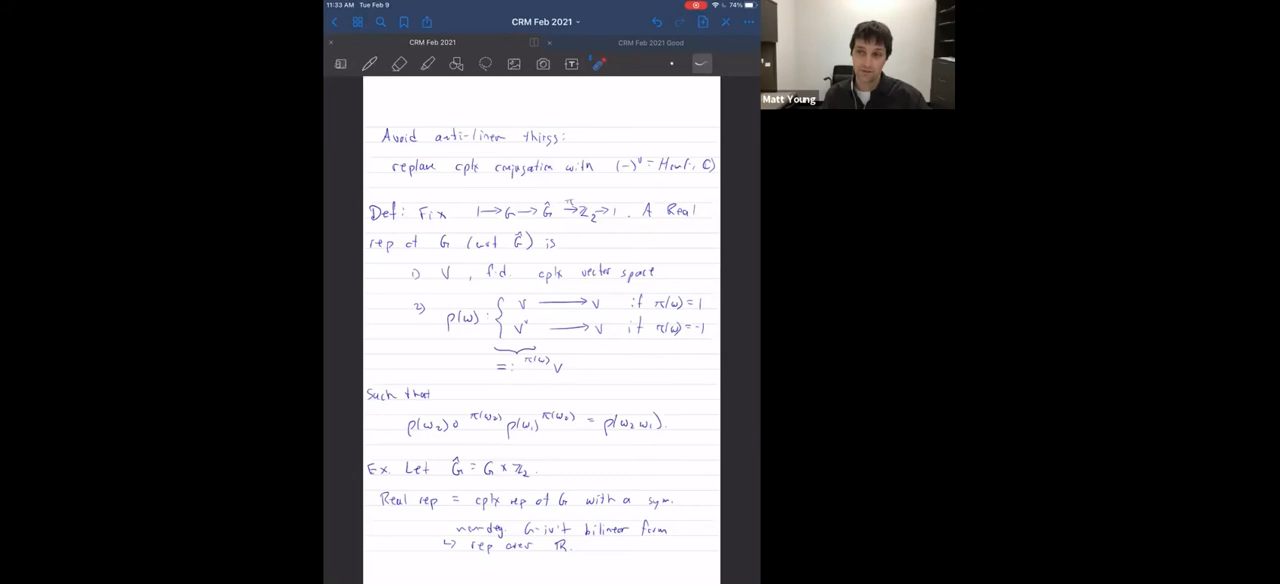 11:33 AM Tue Feb 9
74%
CRM Feb 2021
CRM Feb 2021
CRM Feb 2021 Good
Matt Young
Avoid anti-linear things:
replace cplx conjugation with (-)^∨ = Hom(·, ℂ)
Def: Fix 1 → G → Ĝ →^π ℤ₂ → 1. A Real
rep of G (not Ĝ) is
1) V, f.d. cplx vector space
2) ρ(ω): { V → V if π(ω) = 1
V^∨ → V if π(ω) = -1
=: ^{π(ω)}V
Such that
ρ(ω₂) ∘ ^{π(ω₂)}ρ(ω₁)^{π(ω₂)} = ρ(ω₂ω₁).
Ex. Let Ĝ = G × ℤ₂.
Real rep = cplx rep of G with a sym.
nondeg. G-inv't bilinear form
↳ rep over ℝ.